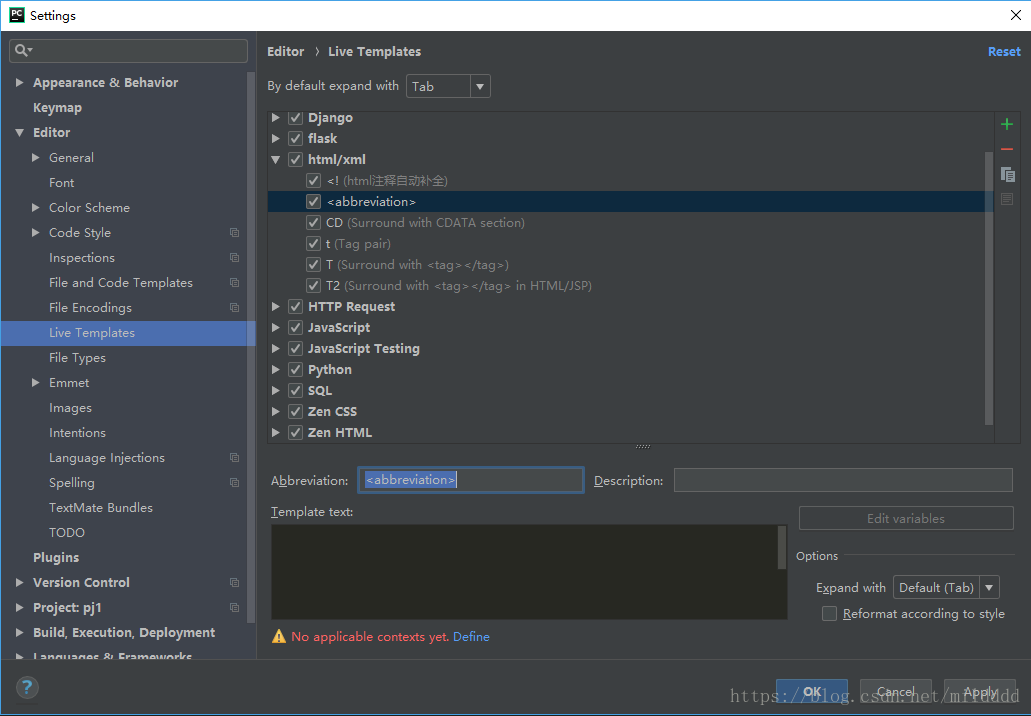 PC Settings
Editor › Live Templates Reset
By default expand with Tab
Appearance & Behavior
Keymap
Editor
General
Font
Color Scheme
Code Style
Inspections
File and Code Templates
File Encodings
Live Templates
File Types
Emmet
Images
Intentions
Language Injections
Spelling
TextMate Bundles
TODO
Plugins
Version Control
Project: pj1
Build, Execution, Deployment
Languages & Frameworks
Django
flask
html/xml
<! (html注释自动补全)
<abbreviation>
CD (Surround with CDATA section)
t (Tag pair)
T (Surround with <tag></tag>)
T2 (Surround with <tag></tag> in HTML/JSP)
HTTP Request
JavaScript
JavaScript Testing
Python
SQL
Zen CSS
Zen HTML
Abbreviation: <abbreviation> Description:
Template text:
Edit variables
Options
Expand with Default (Tab)
Reformat according to style
No applicable contexts yet. Define
?
OK Cancel Apply